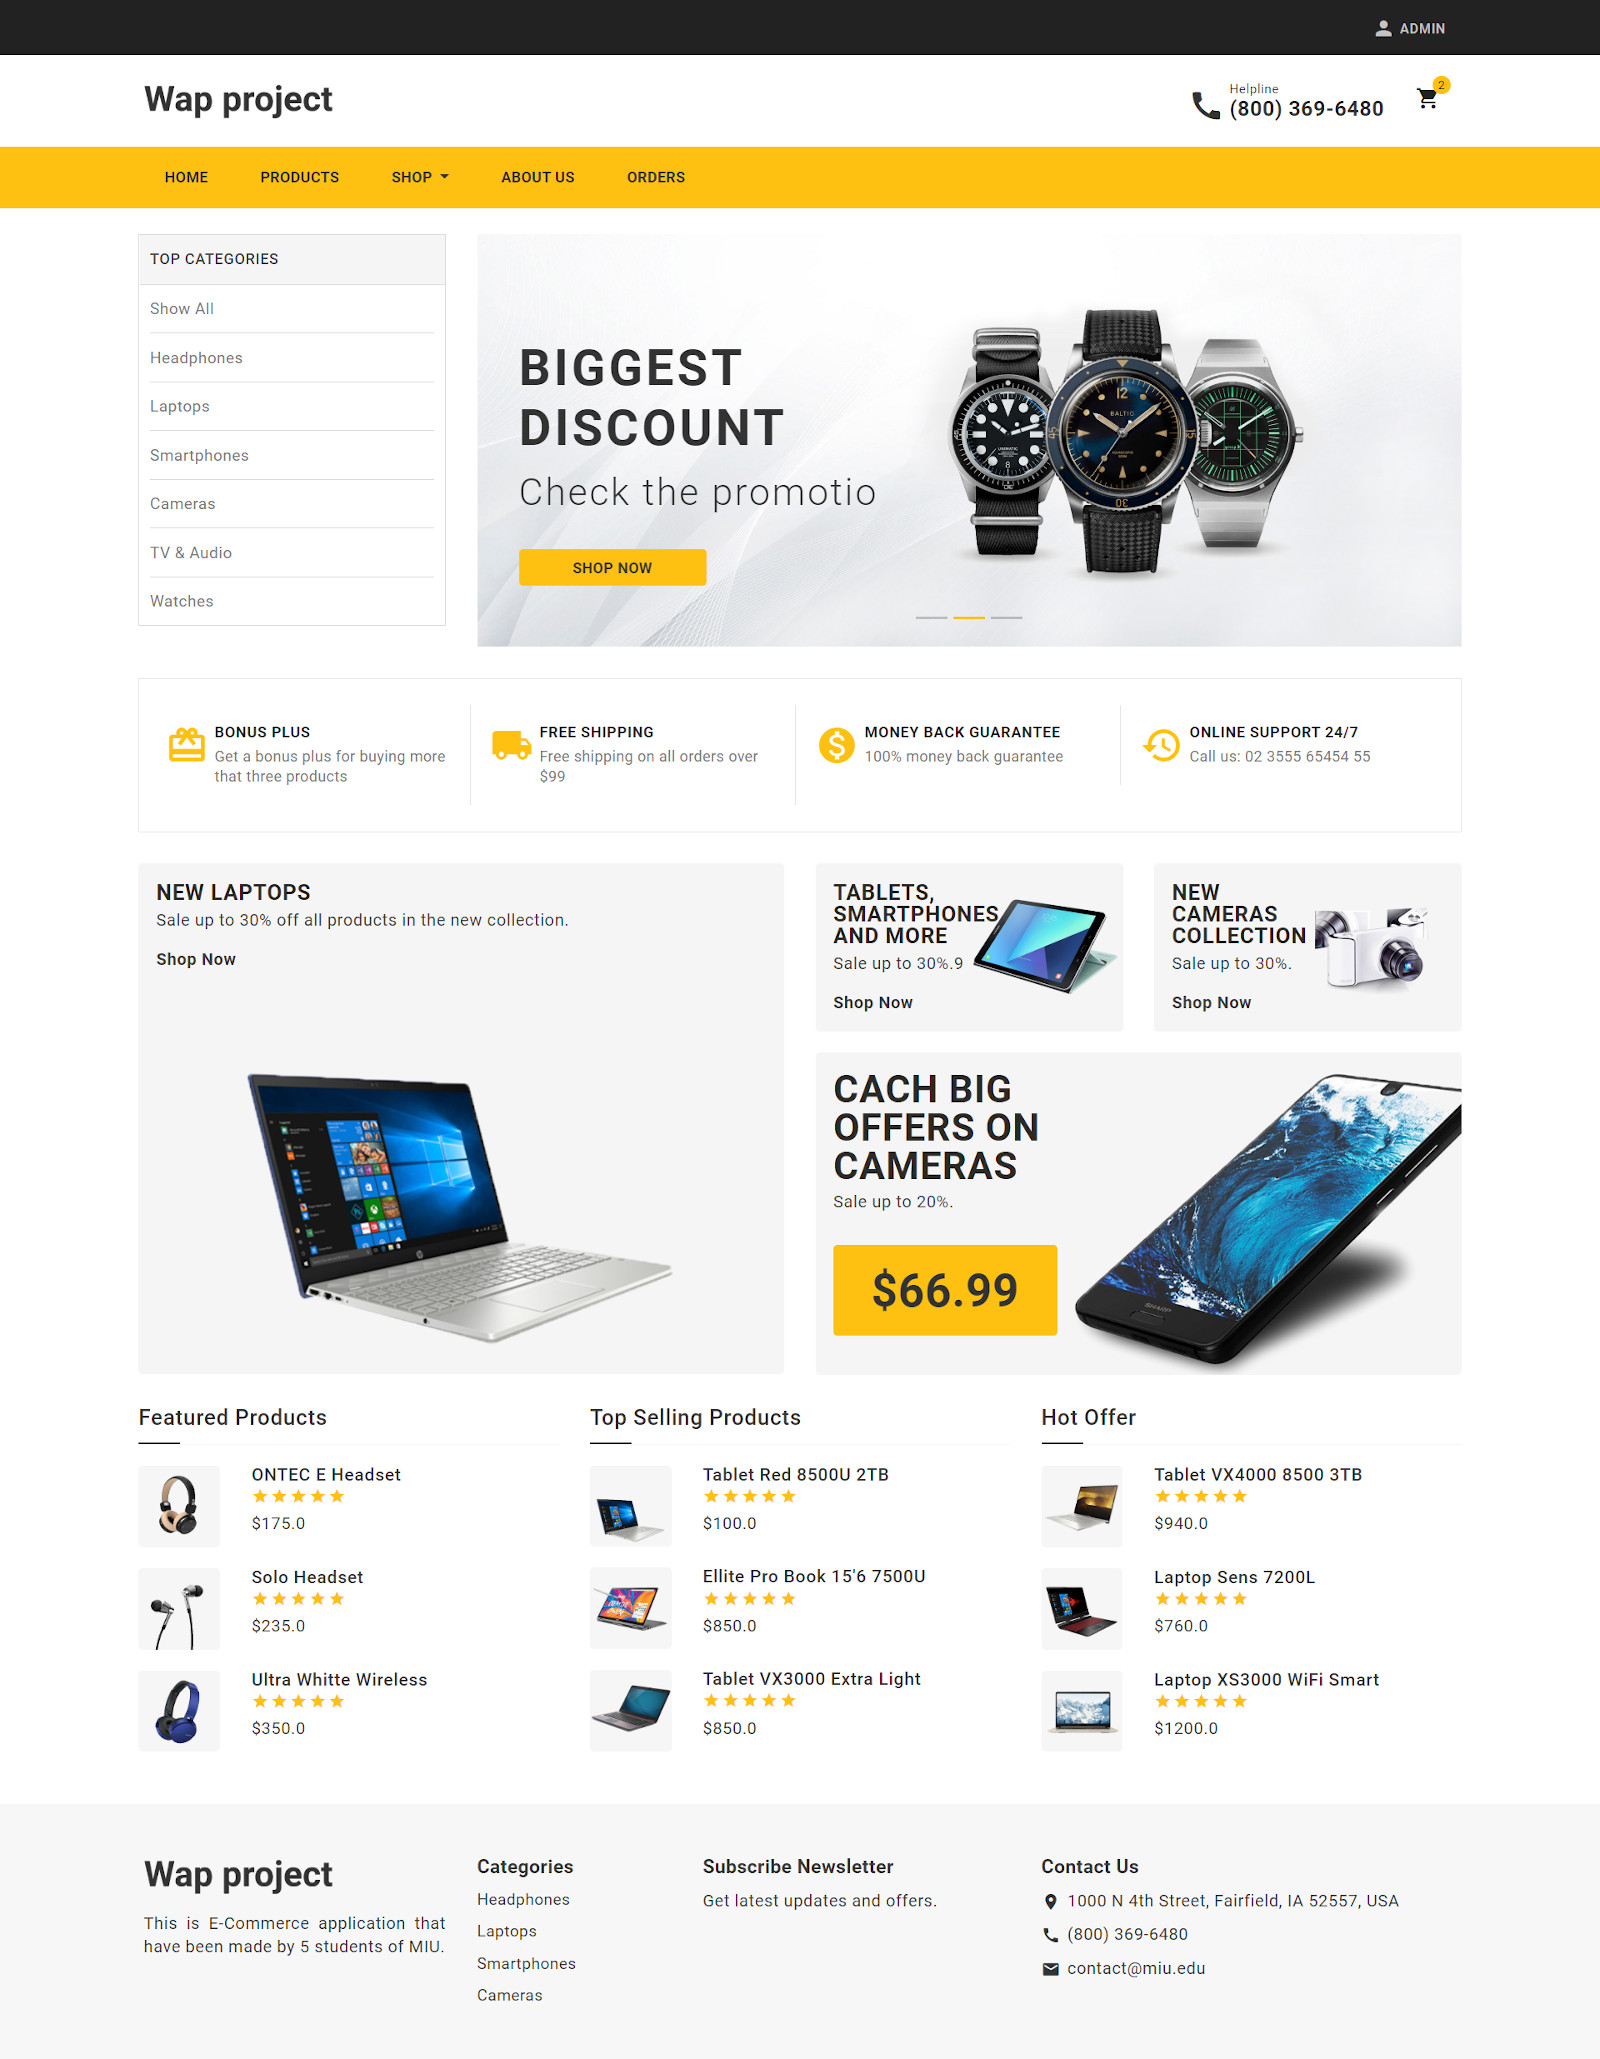 ADMIN
Wap project
Helpline
(800) 369-6480
2
HOME PRODUCTS SHOP ABOUT US ORDERS
TOP CATEGORIES
Show All
Headphones
Laptops
Smartphones
Cameras
TV & Audio
Watches
BIGGEST
DISCOUNT
Check the promotio
SHOP NOW
BALTIC
BONUS PLUS
Get a bonus plus for buying more
that three products
FREE SHIPPING
Free shipping on all orders over
$99
MONEY BACK GUARANTEE
100% money back guarantee
ONLINE SUPPORT 24/7
Call us: 02 3555 65454 55
NEW LAPTOPS
Sale up to 30% off all products in the new collection.
Shop Now
TABLETS,
SMARTPHONES
AND MORE
Sale up to 30%.9
Shop Now
NEW
CAMERAS
COLLECTION
Sale up to 30%.
Shop Now
CACH BIG
OFFERS ON
CAMERAS
Sale up to 20%.
$66.99
SHARP
Featured Products
ONTEC E Headset
$175.0
Solo Headset
$235.0
Ultra Whitte Wireless
$350.0
Top Selling Products
Tablet Red 8500U 2TB
$100.0
Ellite Pro Book 15'6 7500U
$850.0
Tablet VX3000 Extra Light
$850.0
Hot Offer
Tablet VX4000 8500 3TB
$940.0
Laptop Sens 7200L
$760.0
Laptop XS3000 WiFi Smart
$1200.0
Wap project
This is E-Commerce application that
have been made by 5 students of MIU.
Categories
Headphones
Laptops
Smartphones
Cameras
Subscribe Newsletter
Get latest updates and offers.
Contact Us
1000 N 4th Street, Fairfield, IA 52557, USA
(800) 369-6480
contact@miu.edu